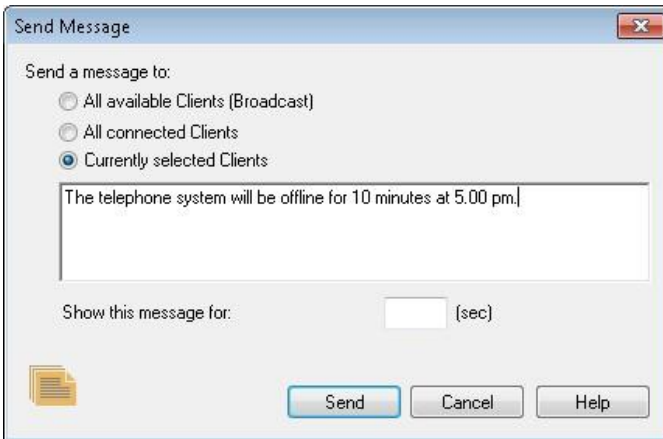 Send Message
Send a message to:
All available Clients (Broadcast)
All connected Clients
Currently selected Clients
The telephone system will be offline for 10 minutes at 5.00 pm.
Show this message for: (sec)
Send Cancel Help